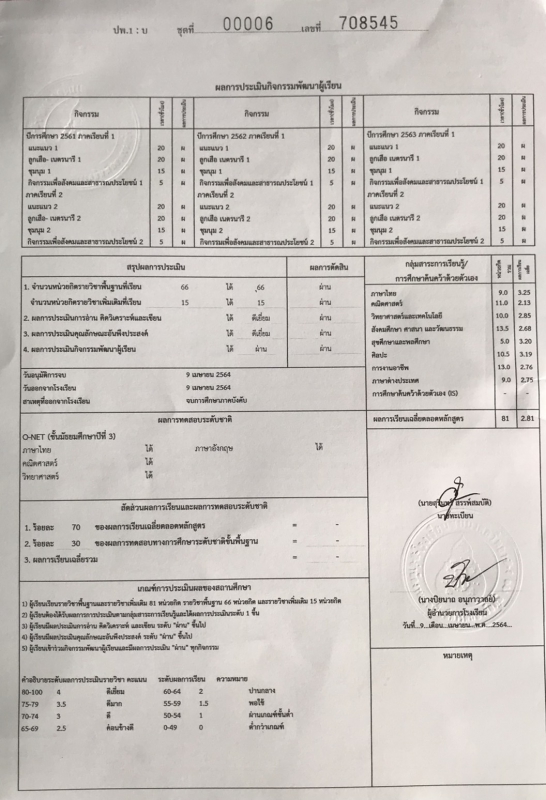 ปพ.1 : บ ชุดที่ 00006 เลขที่ 708545
ผลการประเมินกิจกรรมพัฒนาผู้เรียน
กิจกรรม เวลา(ชั่วโมง) ผลการประเมิน กิจกรรม เวลา(ชั่วโมง) ผลการประเมิน กิจกรรม เวลา(ชั่วโมง) ผลการประเมิน
ปีการศึกษา 2561 ภาคเรียนที่ 1 ปีการศึกษา 2562 ภาคเรียนที่ 1 ปีการศึกษา 2563 ภาคเรียนที่ 1
แนะแนว 1 20 ผ แนะแนว 1 20 ผ แนะแนว 1 20 ผ
ลูกเสือ- เนตรนารี 1 20 ผ ลูกเสือ เนตรนารี 1 20 ผ ลูกเสือ เนตรนารี 1 20 ผ
ชุมนุม 1 15 ผ ชุมนุม 1 15 ผ ชุมนุม 1 15 ผ
กิจกรรมเพื่อสังคมและสาธารณประโยชน์ 1 5 ผ กิจกรรมเพื่อสังคมและสาธารณประโยชน์ 1 5 ผ กิจกรรมเพื่อสังคมและสาธารณประโยชน์ 1 5 ผ
ภาคเรียนที่ 2 ภาคเรียนที่ 2 ภาคเรียนที่ 2
แนะแนว 2 20 ผ แนะแนว 2 20 ผ แนะแนว 2 20 ผ
ลูกเสือ- เนตรนารี 2 20 ผ ลูกเสือ เนตรนารี 2 20 ผ ลูกเสือ เนตรนารี 2 20 ผ
ชุมนุม 2 15 ผ ชุมนุม 2 15 ผ ชุมนุม 2 15 ผ
กิจกรรมเพื่อสังคมและสาธารณประโยชน์ 2 5 ผ กิจกรรมเพื่อสังคมและสาธารณประโยชน์ 2 5 ผ กิจกรรมเพื่อสังคมและสาธารณประโยชน์ 2 5 ผ
สรุปผลการประเมิน ผลการตัดสิน
1. จำนวนหน่วยกิตรายวิชาพื้นฐานที่เรียน 66 ได้ 66 ผ่าน
จำนวนหน่วยกิตรายวิชาเพิ่มเติมที่เรียน 15 ได้ 15 ผ่าน
2. ผลการประเมินการอ่าน คิดวิเคราะห์และเขียน ได้ ดีเยี่ยม ผ่าน
3. ผลการประเมินคุณลักษณะอันพึงประสงค์ ได้ ดีเยี่ยม ผ่าน
4. ผลการประเมินกิจกรรมพัฒนาผู้เรียน ได้ ผ่าน ผ่าน
วันอนุมัติการจบ 9 เมษายน 2564
วันออกจากโรงเรียน 9 เมษายน 2564
สาเหตุที่ออกจากโรงเรียน จบการศึกษาภาคบังคับ
กลุ่มสาระการเรียนรู้/
การศึกษาค้นคว้าด้วยตัวเอง หน่วยกิตรวม ผลการเรียนเฉลี่ย
ภาษาไทย 9.0 3.25
คณิตศาสตร์ 11.0 2.13
วิทยาศาสตร์และเทคโนโลยี 10.0 2.85
สังคมศึกษา ศาสนา และวัฒนธรรม 13.5 2.68
สุขศึกษาและพลศึกษา 5.0 3.20
ศิลปะ 10.5 3.19
การงานอาชีพ 13.0 2.76
ภาษาต่างประเทศ 9.0 2.75
การศึกษาค้นคว้าด้วยตัวเอง (IS) - -
ผลการเรียนเฉลี่ยตลอดหลักสูตร 81 2.81
ผลการทดสอบระดับชาติ
O-NET (ชั้นมัธยมศึกษาปีที่ 3)
ภาษาไทย ได้ ภาษาอังกฤษ ได้
คณิตศาสตร์ ได้
วิทยาศาสตร์ ได้
สัดส่วนผลการเรียนและผลการทดสอบระดับชาติ
1. ร้อยละ 70 ของผลการเรียนเฉลี่ยตลอดหลักสูตร = -
2. ร้อยละ 30 ของผลการทดสอบทางการศึกษาระดับชาติขั้นพื้นฐาน = -
3. ผลการเรียนเฉลี่ยรวม = -
นายทะเบียน
ผู้อำนวยการโรงเรียน
วันที่...9...เดือน...เมษายน...พ.ศ....2564...
หมายเหตุ
เกณฑ์การประเมินผลของสถานศึกษา
1) ผู้เรียนเรียนรายวิชาพื้นฐานและรายวิชาเพิ่มเติม 81 หน่วยกิต รายวิชาพื้นฐาน 66 หน่วยกิต และรายวิชาเพิ่มเติม 15 หน่วยกิต
2) ผู้เรียนต้องได้รับผลการการประเมินตามกลุ่มสาระการเรียนรู้และได้ผลการประเมินระดับ 1 ขึ้น
3) ผู้เรียนมีผลประเมินการอ่าน คิดวิเคราะห์ และเขียน ระดับ "ผ่าน" ขึ้นไป
4) ผู้เรียนมีผลประเมินคุณลักษณะอันพึงประสงค์ ระดับ "ผ่าน" ขึ้นไป
5) ผู้เรียนเข้าร่วมกิจกรรมพัฒนาผู้เรียนและมีผลการประเมิน "ผ่าน" ทุกกิจกรรม
คำอธิบายระดับผลการประเมินรายวิชา คะแนน ระดับผลการเรียน ความหมาย
80-100 4 ดีเยี่ยม 60-64 2 ปานกลาง
75-79 3.5 ดีมาก 55-59 1.5 พอใช้
70-74 3 ดี 50-54 1 ผ่านเกณฑ์ขั้นต่ำ
65-69 2.5 ค่อนข้างดี 0-49 0 ต่ำกว่าเกณฑ์